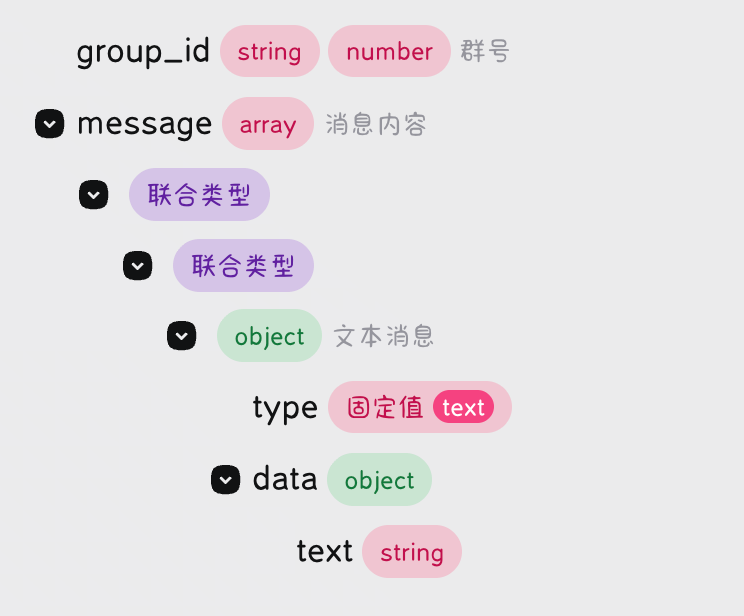 group_id string number 群号
message array 消息内容
联合类型
联合类型
object 文本消息
type 固定值 text
data object
text string